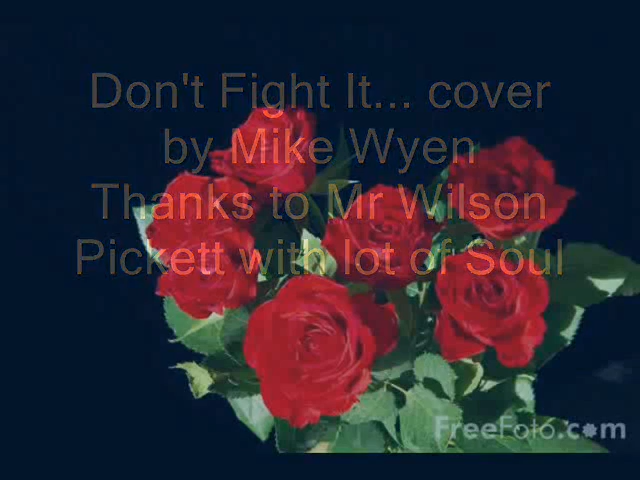 Don't Fight It... cover
by Mike Wyen
Thanks to Mr Wilson
Pickett with lot of Soul
FreeFoto.com